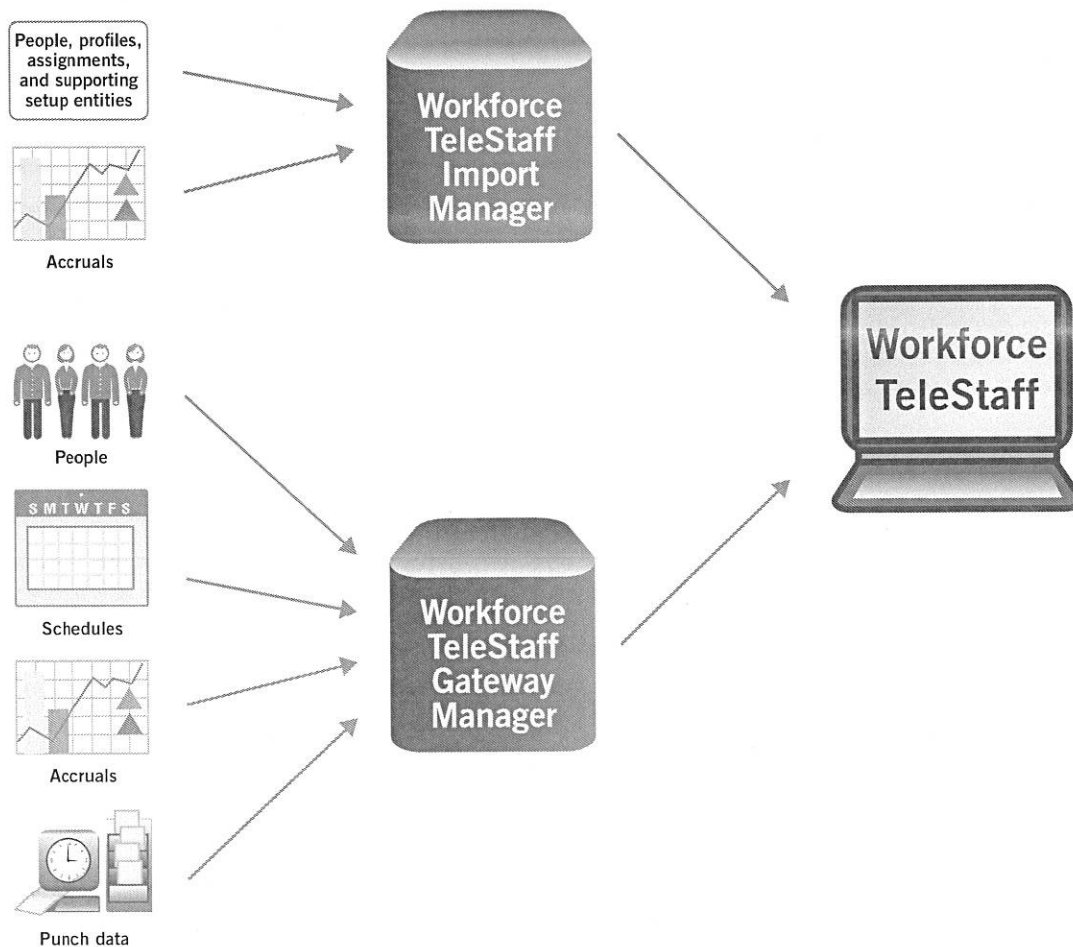 People, profiles,
assignments,
and supporting
setup entities
Workforce
TeleStaff
Import
Manager
Accruals
Workforce
TeleStaff
People
S M T W T F S
Schedules
Workforce
TeleStaff
Gateway
Manager
Accruals
Punch data